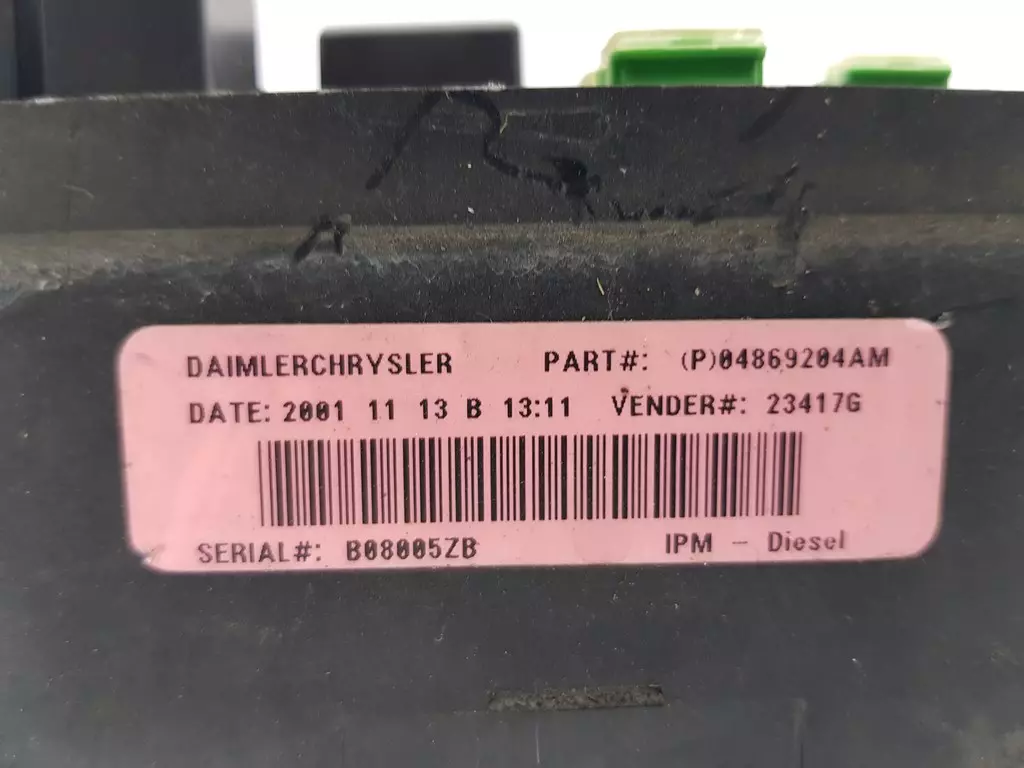 DAIMLERCHRYSLER PART#: (P)04869204AM
DATE: 2001 11 13 B 13:11 VENDER#: 23417G
SERIAL#: B08005ZB IPM - Diesel